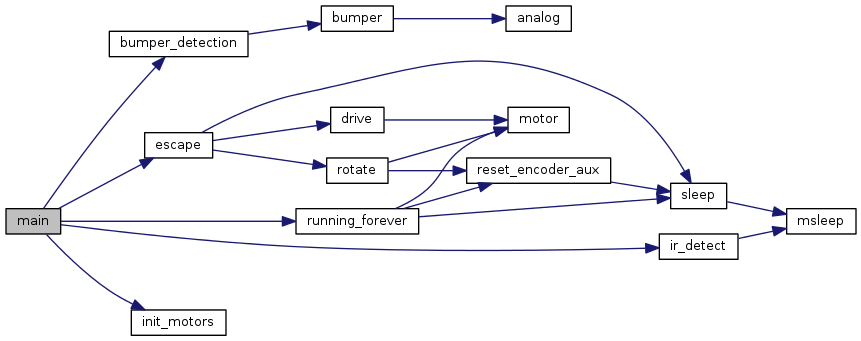 bumper
analog
bumper_detection
drive
motor
escape
rotate
reset_encoder_aux
sleep
main
running_forever
msleep
ir_detect
init_motors